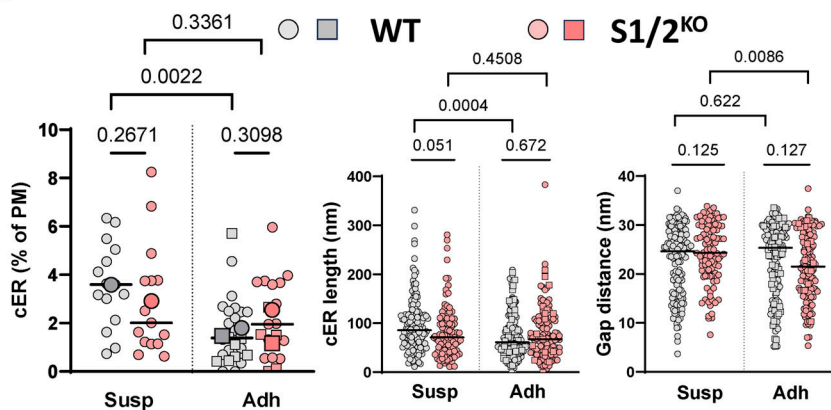 0.3361
WT
S1/2KO
0.0022
0.2671
0.3098
10
8
6
4
2
0
cER (% of PM)
Susp
Adh
0.4508
0.0004
0.051
0.672
400
300
200
100
0
cER length (nm)
Susp
Adh
0.0086
0.622
0.125
0.127
40
30
20
10
0
Gap distance (nm)
Susp
Adh